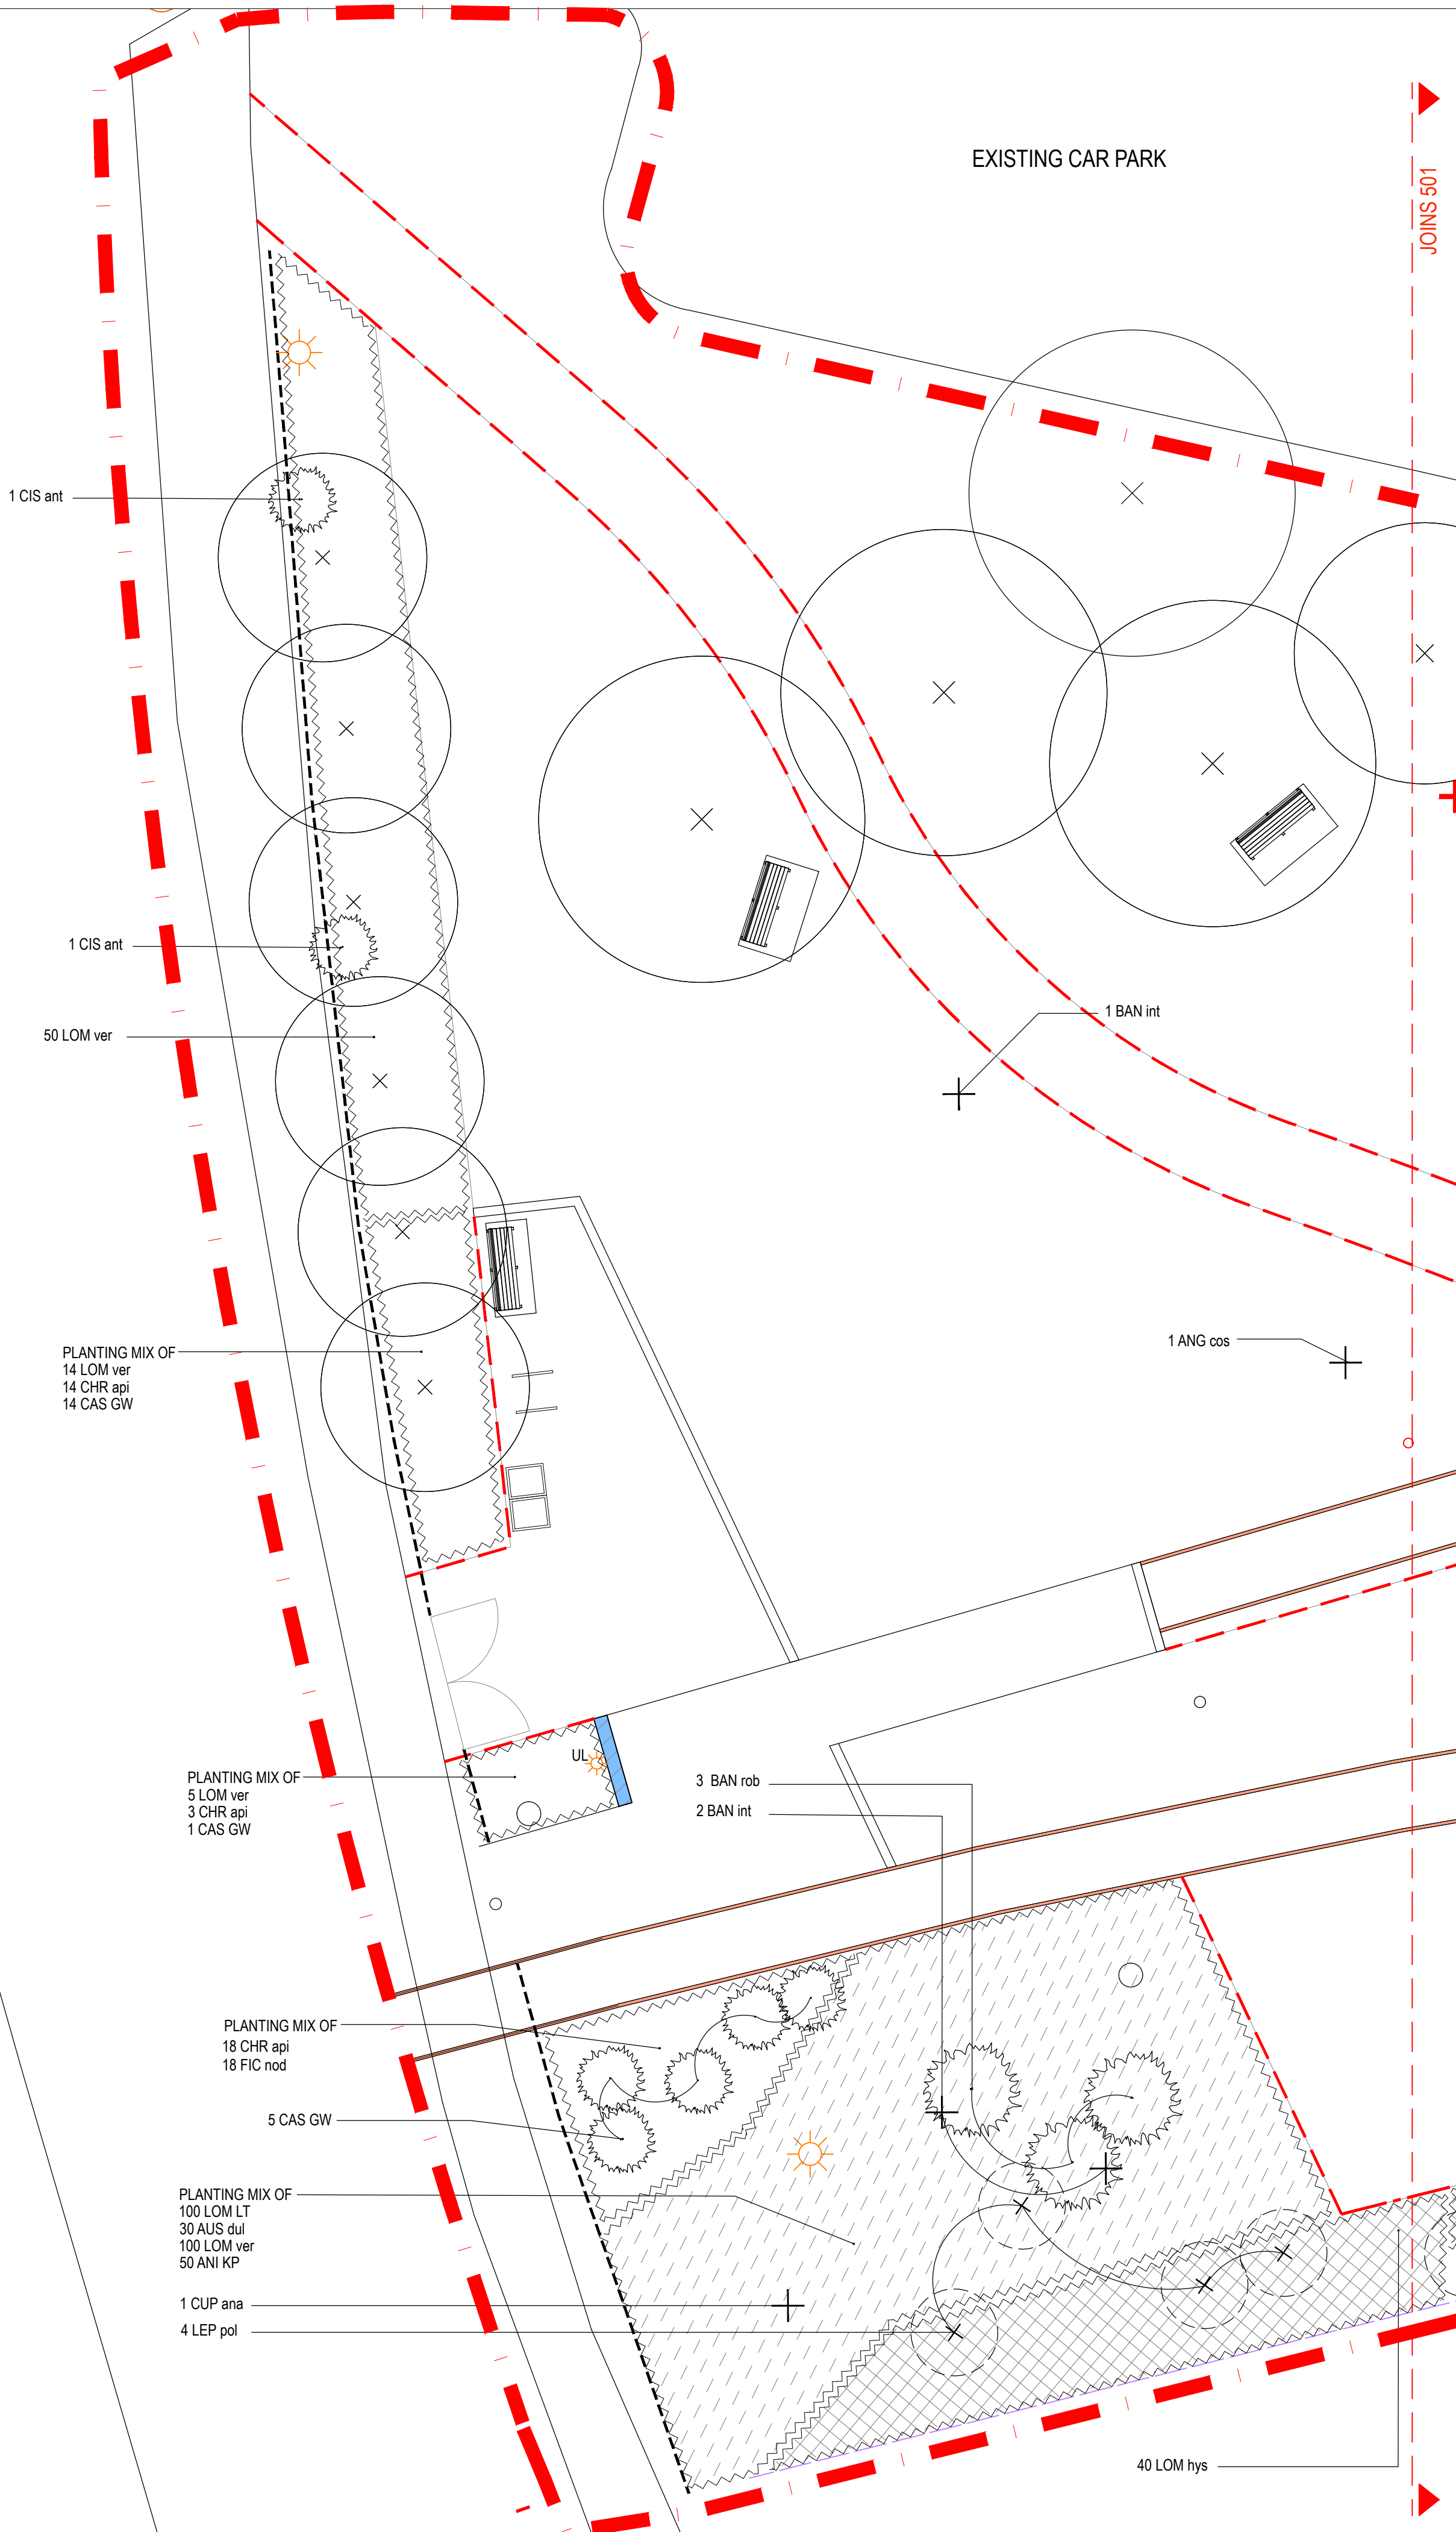 EXISTING CAR PARK
JOINS 501
1 CIS ant
1 CIS ant
50 LOM ver
1 BAN int
1 ANG cos
PLANTING MIX OF
14 LOM ver
14 CHR api
14 CAS GW
UL
PLANTING MIX OF
5 LOM ver
3 CHR api
1 CAS GW
3 BAN rob
2 BAN int
PLANTING MIX OF
18 CHR api
18 FIC nod
5 CAS GW
PLANTING MIX OF
100 LOM LT
30 AUS dul
100 LOM ver
50 ANI KP
1 CUP ana
4 LEP pol
40 LOM hys